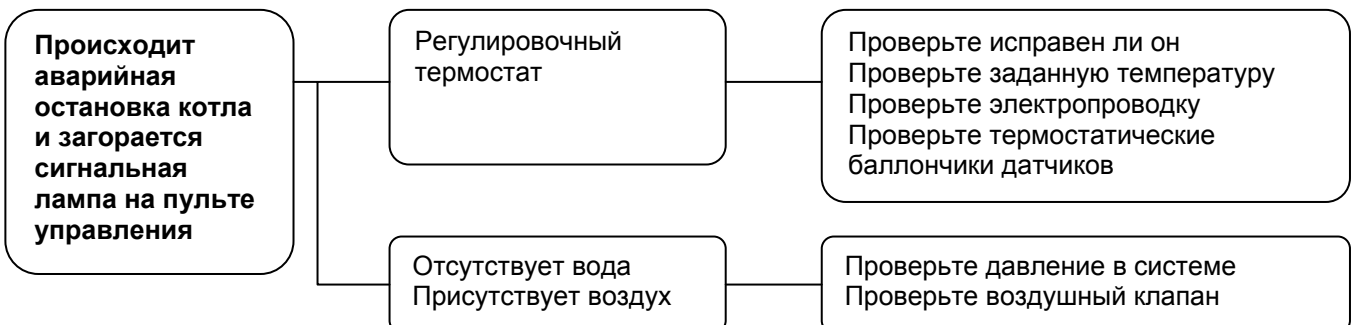 Происходит
аварийная
остановка котла
и загорается
сигнальная
лампа на пульте
управления
Регулировочный
термостат
Проверьте исправен ли он
Проверьте заданную температуру
Проверьте электропроводку
Проверьте термостатические
баллончики датчиков
Отсутствует вода
Присутствует воздух
Проверьте давление в системе
Проверьте воздушный клапан